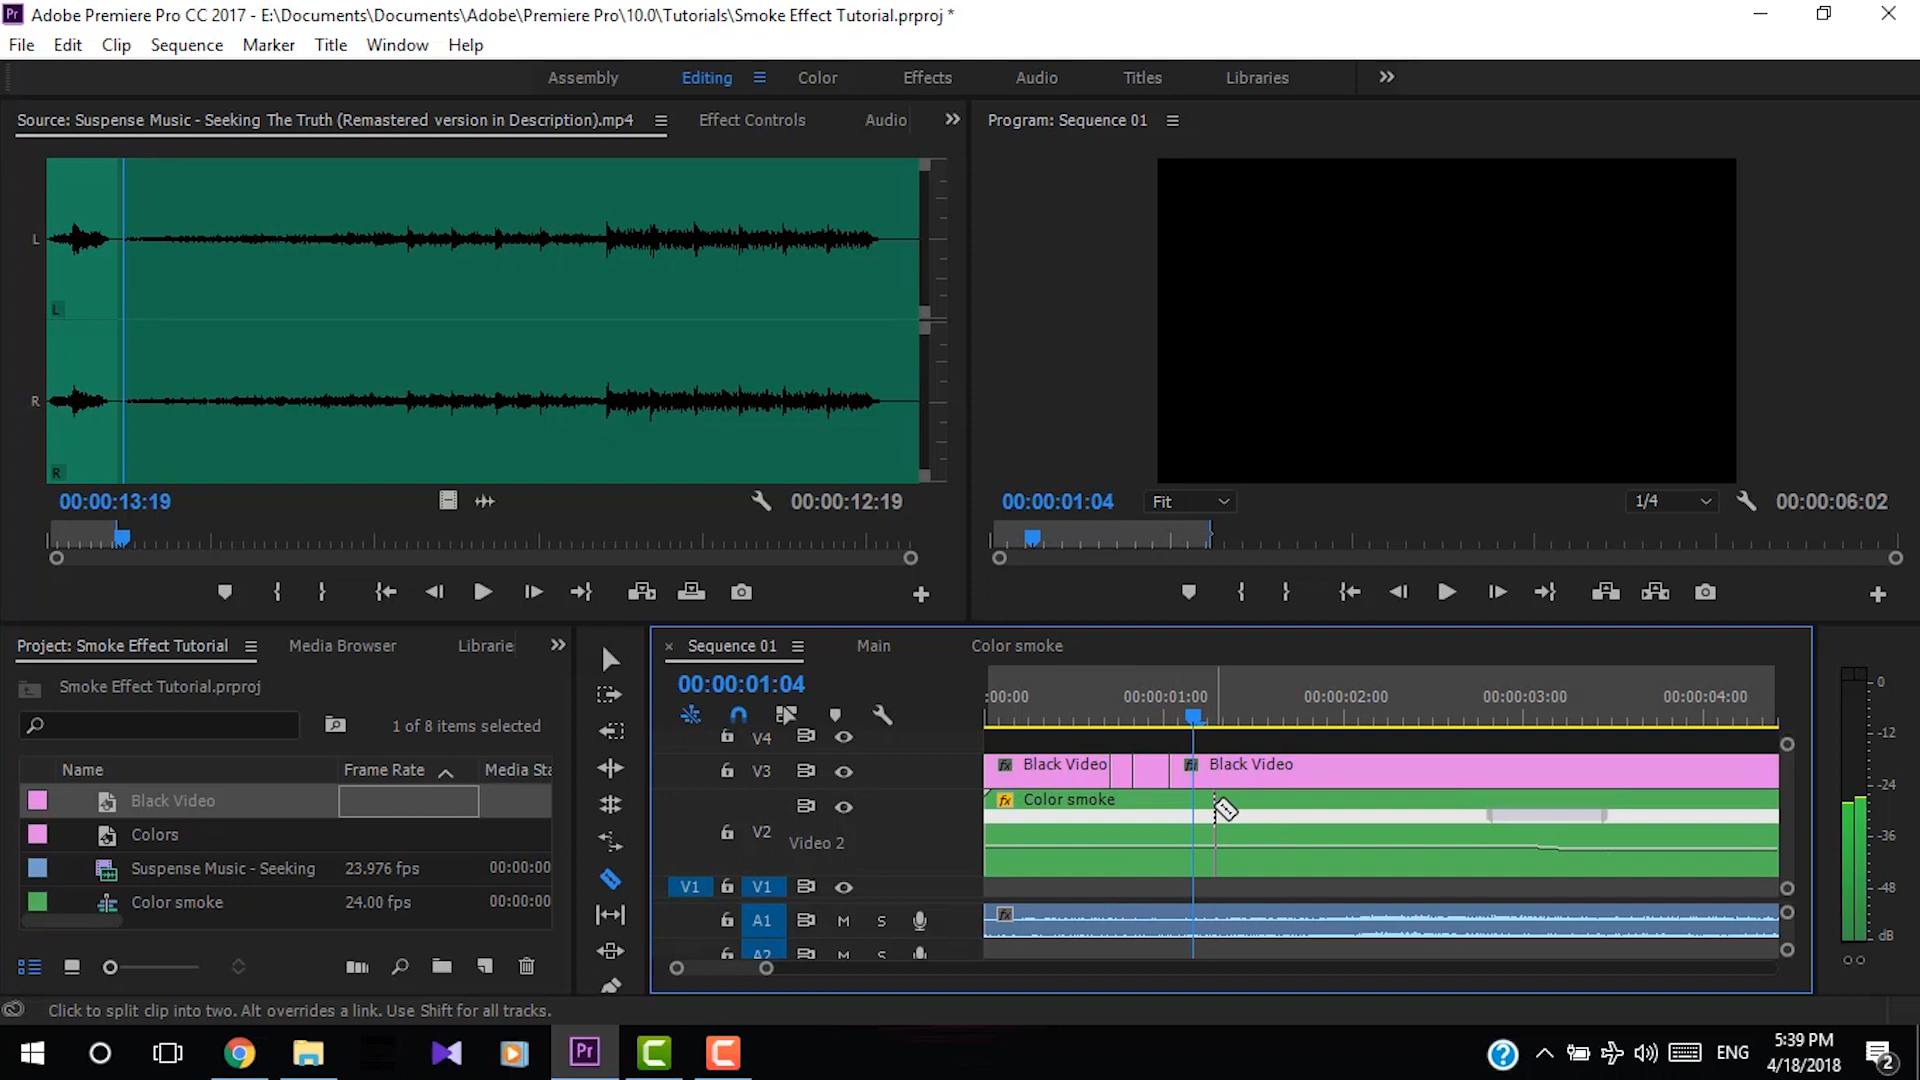 Pr Adobe Premiere Pro CC 2017 - E:\Documents\Documents\Adobe\Premiere Pro\10.0\Tutorials\Smoke Effect Tutorial.prproj *
File Edit Clip Sequence Marker Title Window Help
Assembly Editing Color Effects Audio Titles Libraries
Source: Suspense Music - Seeking The Truth (Remastered version in Description).mp4 Effect Controls Audio
Program: Sequence 01
L
L
R
R
00:00:13:19 00:00:12:19
00:00:01:04 Fit 1/4 00:00:06:02
Project: Smoke Effect Tutorial Media Browser Librarie
Smoke Effect Tutorial.prproj
1 of 8 items selected
Name Frame Rate Media Sta
Black Video
Colors
Suspense Music - Seeking 23.976 fps 00:00:00
Color smoke 24.00 fps 00:00:00
× Sequence 01 Main Color smoke
00:00:01:04
:00:00 00:00:01:00 00:00:02:00 00:00:03:00 00:00:04:00
V4
V3 fx Black Video fx Black Video
fx Color smoke
V2 Video 2
V1 V1
A1 M S fx
A2 M S
0
-12
-24
-36
-48
dB
Click to split clip into two. Alt overrides a link. Use Shift for all tracks.
Pr
ENG
5:39 PM
4/18/2018
2